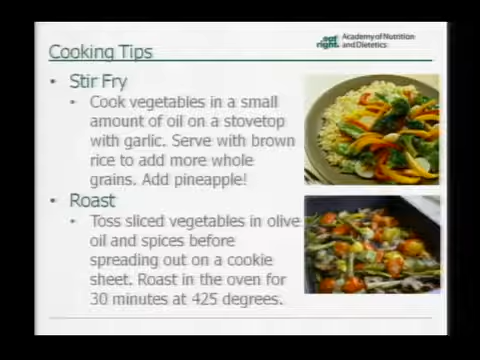 Cooking Tips
eat right.
Academy of Nutrition
and Dietetics
• Stir Fry
• Cook vegetables in a small
amount of oil on a stovetop
with garlic. Serve with brown
rice to add more whole
grains. Add pineapple!
• Roast
• Toss sliced vegetables in olive
oil and spices before
spreading out on a cookie
sheet. Roast in the oven for
30 minutes at 425 degrees.